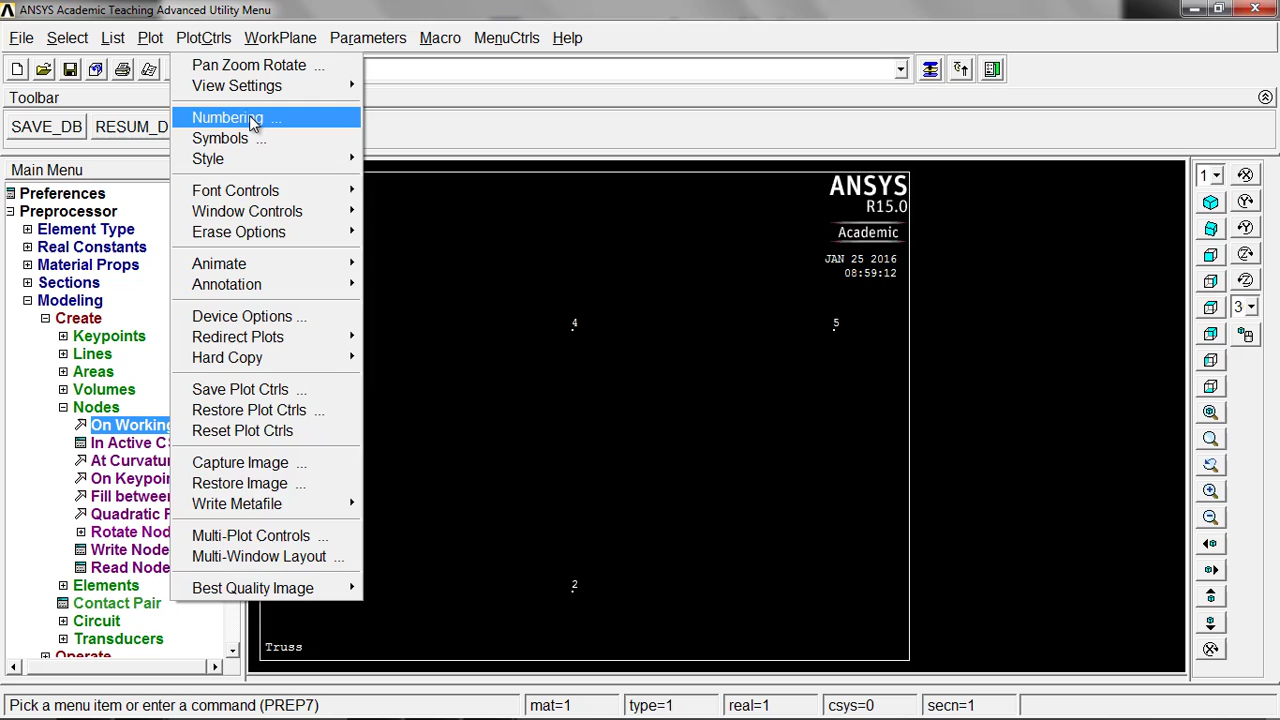 ANSYS Academic Teaching Advanced Utility Menu
File Select List Plot PlotCtrls WorkPlane Parameters Macro MenuCtrls Help
Toolbar
SAVE_DB RESUM_D
Main Menu
Preferences
Preprocessor
Element Type
Real Constants
Material Props
Sections
Modeling
Create
Keypoints
Lines
Areas
Volumes
Nodes
On Working
In Active C
At Curvatu
On Keypoi
Fill between
Quadratic F
Rotate Nod
Write Node
Read Node
Elements
Contact Pair
Circuit
Transducers
Operate
Pan Zoom Rotate ...
View Settings
Numbering ...
Symbols ...
Style
Font Controls
Window Controls
Erase Options
Animate
Annotation
Device Options ...
Redirect Plots
Hard Copy
Save Plot Ctrls ...
Restore Plot Ctrls ...
Reset Plot Ctrls
Capture Image ...
Restore Image ...
Write Metafile
Multi-Plot Controls ...
Multi-Window Layout ...
Best Quality Image
ANSYS
R15.0
Academic
JAN 25 2016
08:59:12
4
5
2
Truss
1
3
Pick a menu item or enter a command (PREP7)
mat=1
type=1
real=1
csys=0
secn=1